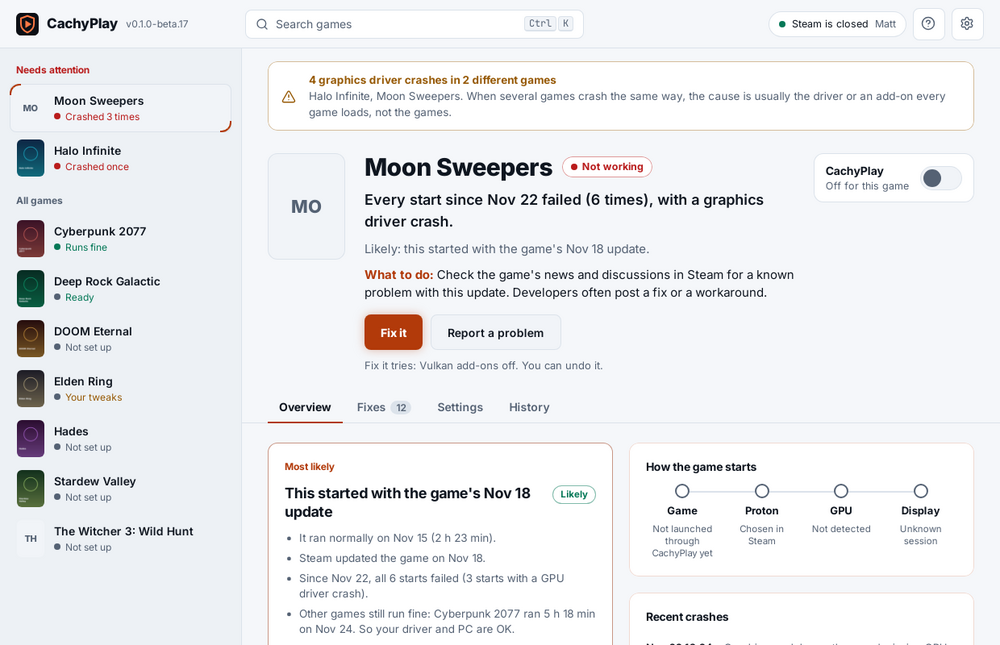 CachyPlay v0.1.0-beta.17
Search games
Ctrl K
Steam is closed Matt
Needs attention
MO
Moon Sweepers
Crashed 3 times
Halo Infinite
Crashed once
All games
Cyberpunk 2077
Runs fine
Deep Rock Galactic
Ready
DOOM Eternal
Not set up
Elden Ring
Your tweaks
Hades
Not set up
Stardew Valley
Not set up
TH
The Witcher 3: Wild Hunt
Not set up
4 graphics driver crashes in 2 different games
Halo Infinite, Moon Sweepers. When several games crash the same way, the cause is usually the driver or an add-on every
game loads, not the games.
MO
Moon Sweepers
Not working
Every start since Nov 22 failed (6 times), with a graphics
driver crash.
Likely: this started with the game's Nov 18 update.
What to do: Check the game's news and discussions in Steam for a known
problem with this update. Developers often post a fix or a workaround.
Fix it
Report a problem
Fix it tries: Vulkan add-ons off. You can undo it.
CachyPlay
Off for this game
Overview
Fixes 12
Settings
History
Most likely
This started with the game's Nov 18
update
Likely
• It ran normally on Nov 15 (2 h 23 min).
• Steam updated the game on Nov 18.
• Since Nov 22, all 6 starts failed (3 starts with a GPU
driver crash).
• Other games still run fine: Cyberpunk 2077 ran 5 h 18 min
on Nov 24. So your driver and PC are OK.
How the game starts
Game
Not launched
through
CachyPlay yet
Proton
Chosen in
Steam
GPU
Not detected
Display
Unknown
session
Recent crashes